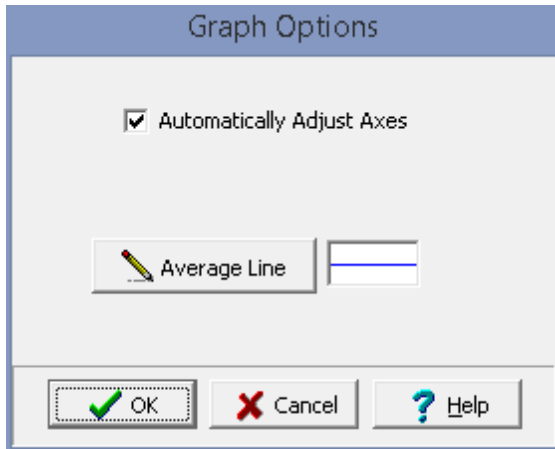 Graph Options
Automatically Adjust Axes
Average Line
OK Cancel Help